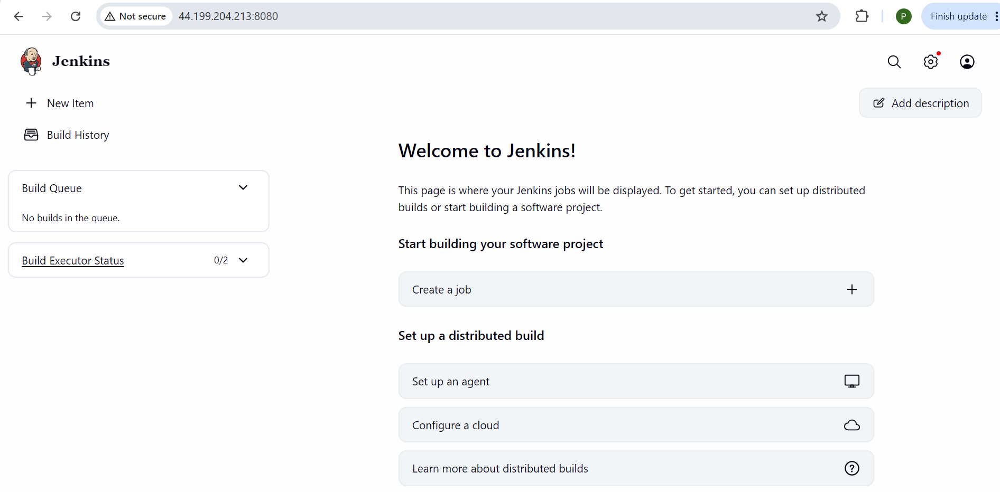 Not secure 44.199.204.213:8080
P
Finish update
Jenkins
New Item
Add description
Build History
Welcome to Jenkins!
Build Queue
No builds in the queue.
This page is where your Jenkins jobs will be displayed. To get started, you can set up distributed
builds or start building a software project.
Build Executor Status 0/2
Start building your software project
Create a job
Set up a distributed build
Set up an agent
Configure a cloud
Learn more about distributed builds